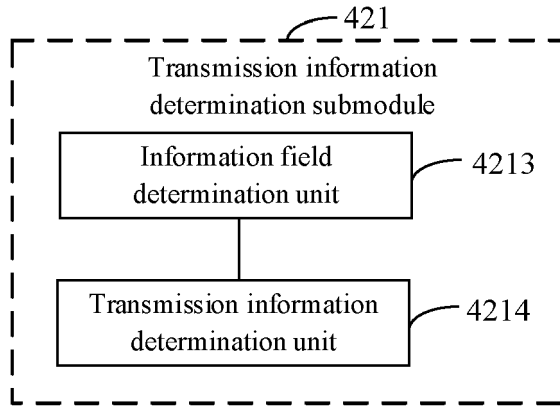 421
Transmission information
determination submodule
Information field
determination unit
4213
Transmission information
determination unit
4214